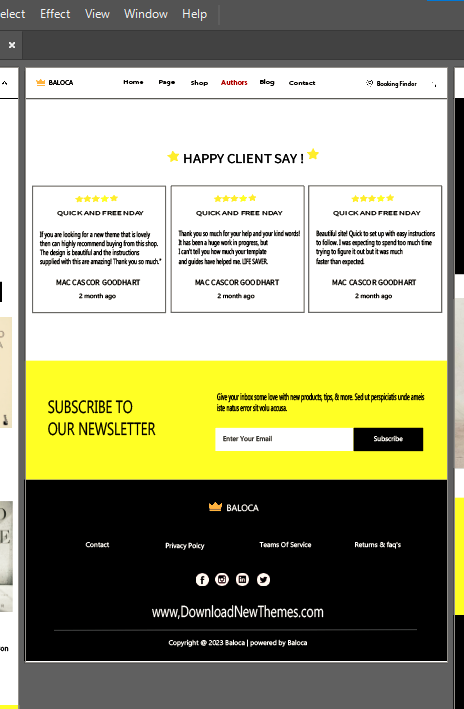 elect Effect View Window Help
BALOCA Home Page Shop Authors Blog Contact Booking Findor
HAPPY CLIENT SAY !
QUICK AND FREE NDAY
If you are looking for a new theme that is lovely
then can highly recommend buying from this shop.
The design is beautiful and the instructions
supplied with this are amazing! Thank you so much."
MAC CASCOR GOODHART
2 month ago
QUICK AND FREE NDAY
Thank you so much for your help and your kind words!
It has been a huge work in progress, but
I can't tell you how much your template
and guides have helped me. LIFE SAVER.
MAC CASCOR GOODHART
2 month ago
QUICK AND FREE NDAY
Beautiful site! Quick to set up with easy instructions
to follow. I was expecting to spend too much time
trying to figure it out but it was much
faster than expected.
MAC CASCOR GOODHART
2 month ago
SUBSCRIBE TO
OUR NEWSLETTER
Give your inbox some love with new products, tips, & more. Sed ut perspiciatis unde ameis
iste natus error sit volu accusa.
Enter Your Email Subscribe
BALOCA
Contact Privacy Poicy Teams Of Service Returns & faq's
www,DownloadNewThemes.com
Copyright @ 2023 Baloca | powered by Baloca